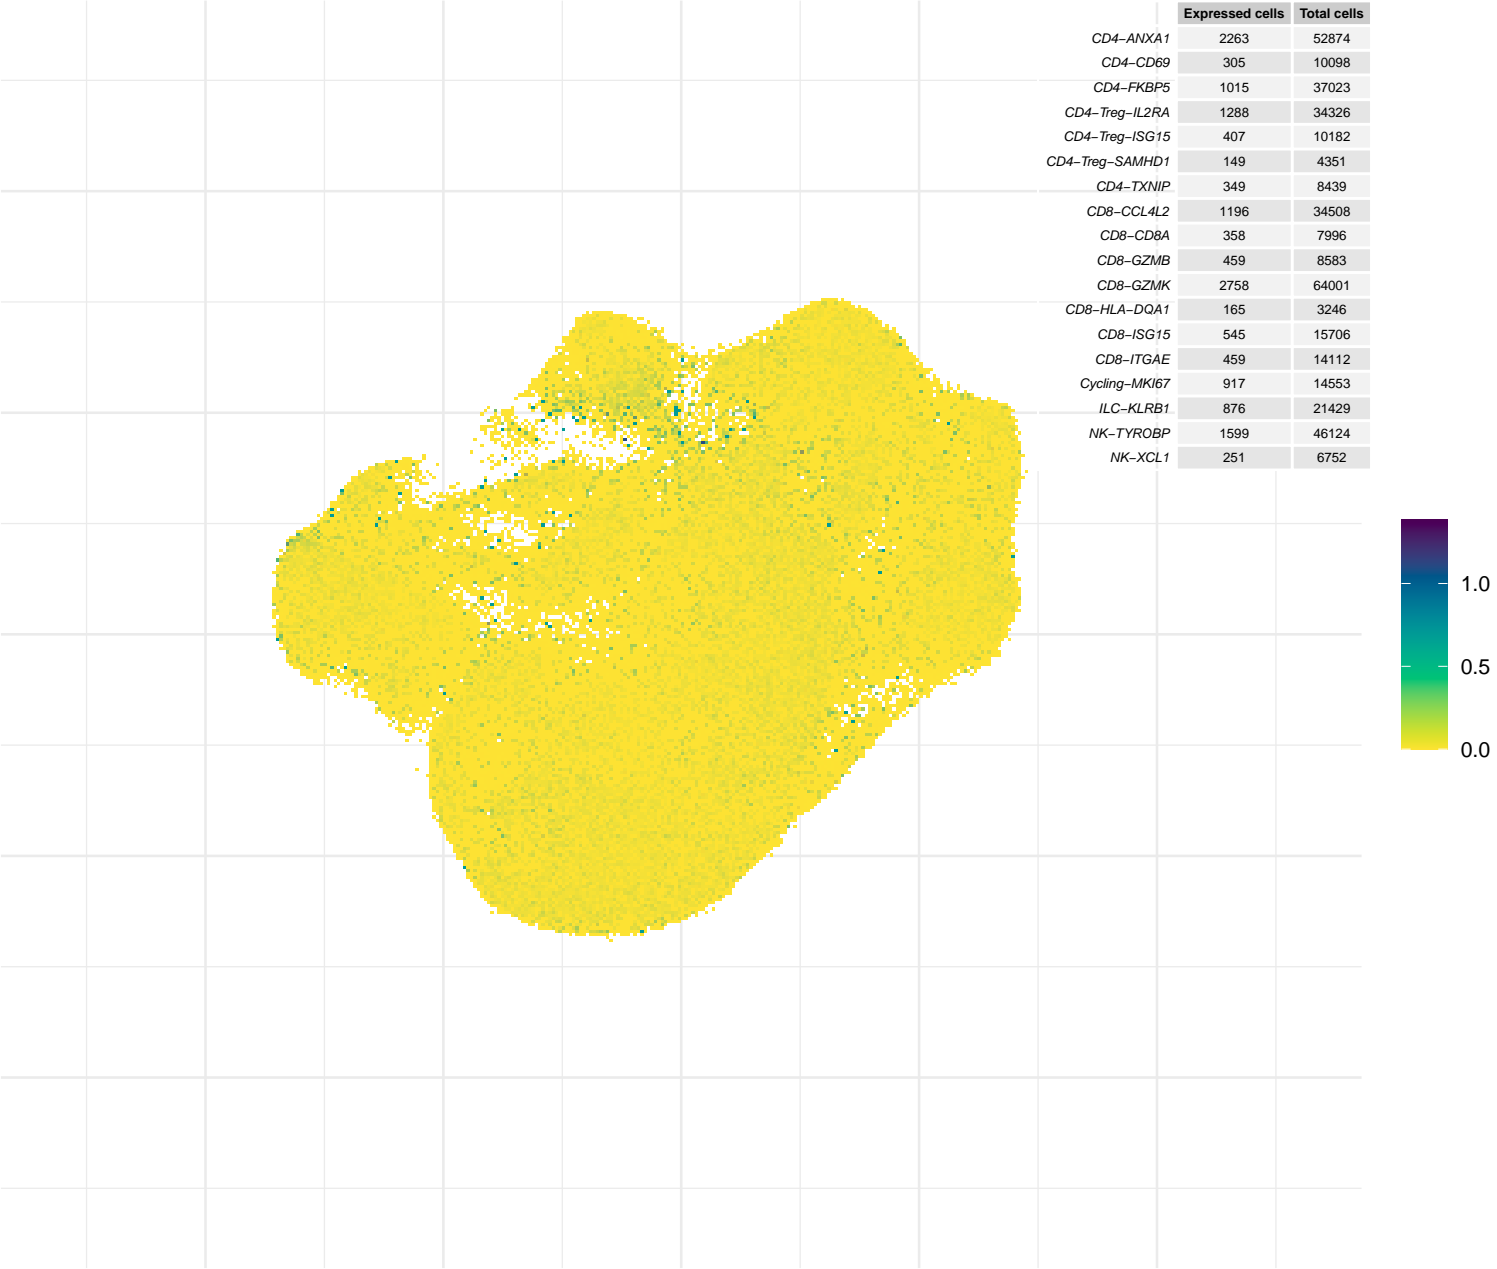 Expressed cells Total cells
CD4−ANXA1 2263 52874
CD4−CD69 305 10098
CD4−FKBP5 1015 37023
CD4−Treg−IL2RA 1288 34326
CD4−Treg−ISG15 407 10182
CD4−Treg−SAMHD1 149 4351
CD4−TXNIP 349 8439
CD8−CCL4L2 1196 34508
CD8−CD8A 358 7996
CD8−GZMB 459 8583
CD8−GZMK 2758 64001
CD8−HLA−DQA1 165 3246
CD8−ISG15 545 15706
CD8−ITGAE 459 14112
Cycling−MKI67 917 14553
ILC−KLRB1 876 21429
NK−TYROBP 1599 46124
NK−XCL1 251 6752
1.0
0.5
0.0